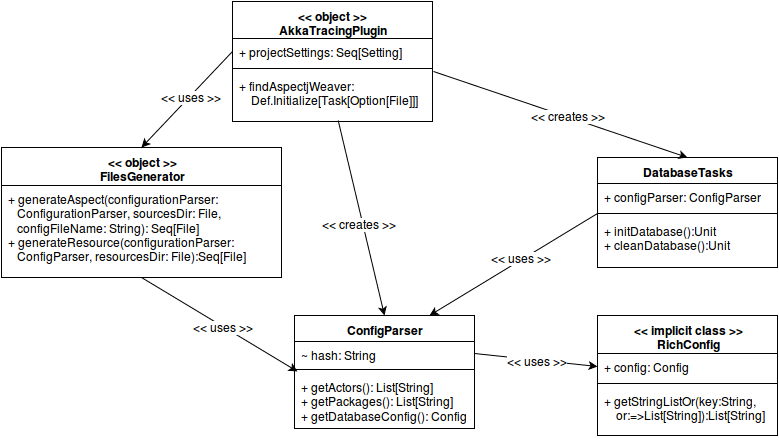 << object >>
AkkaTracingPlugin
+ projectSettings: Seq[Setting]
+ findAspectjWeaver:
Def.Initialize[Task[Option[File]]]
<< uses >>
<< creates >>
<< object >>
FilesGenerator
+ generateAspect(configurationParser:
ConfigurationParser, sourcesDir: File,
configFileName: String): Seq[File]
+ generateResource(configurationParser:
ConfigParser, resourcesDir: File):Seq[File]
DatabaseTasks
+ configParser: ConfigParser
+ initDatabase():Unit
+ cleanDatabase():Unit
<< creates >>
<< uses >>
<< uses >>
ConfigParser
~ hash: String
+ getActors(): List[String]
+ getPackages(): List[String]
+ getDatabaseConfig(): Config
<< uses >>
<< implicit class >>
RichConfig
+ config: Config
+ getStringListOr(key:String,
or:=>List[String]):List[String]